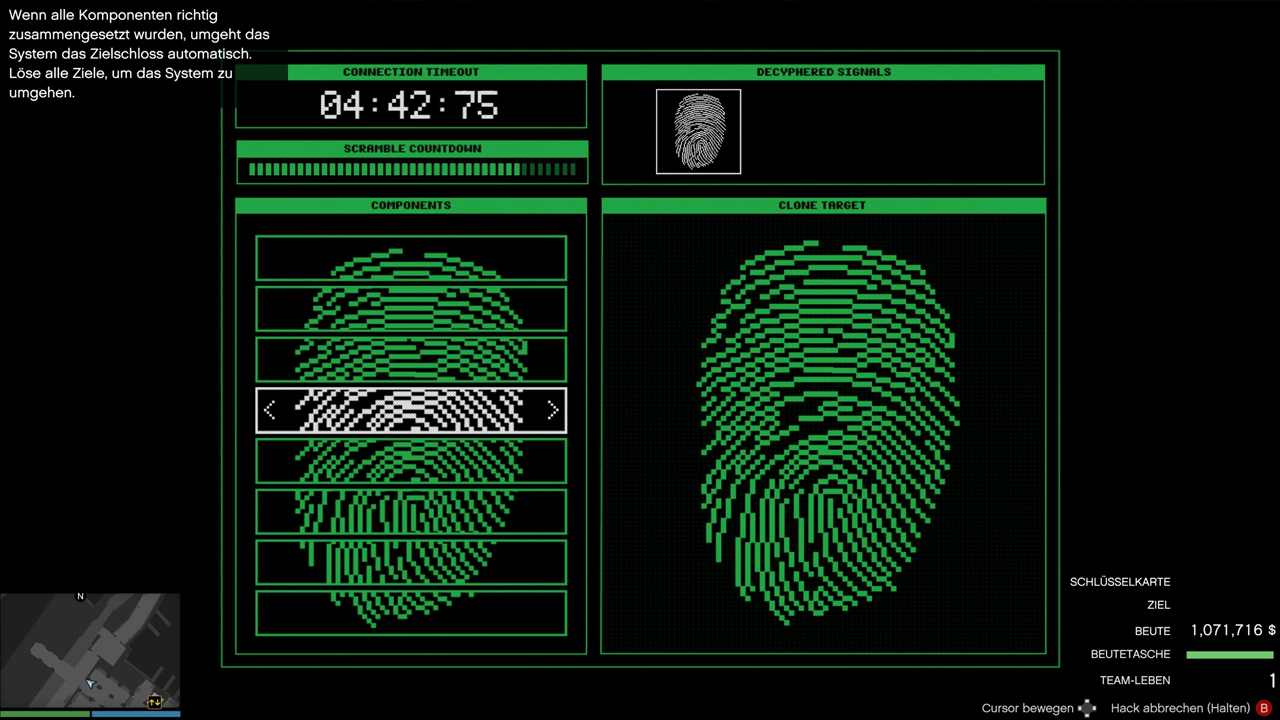 Wenn alle Komponenten richtig
zusammengesetzt wurden, umgeht das
System das Zielschloss automatisch.
Löse alle Ziele, um das System zu
umgehen.
CONNECTION TIMEOUT
04:42:75
DECYPHERED SIGNALS
SCRAMBLE COUNTDOWN
COMPONENTS
CLONE TARGET
N
SCHLÜSSELKARTE
ZIEL
BEUTE 1,071,716 $
BEUTETASCHE
TEAM-LEBEN 1
Cursor bewegen Hack abbrechen (Halten) B